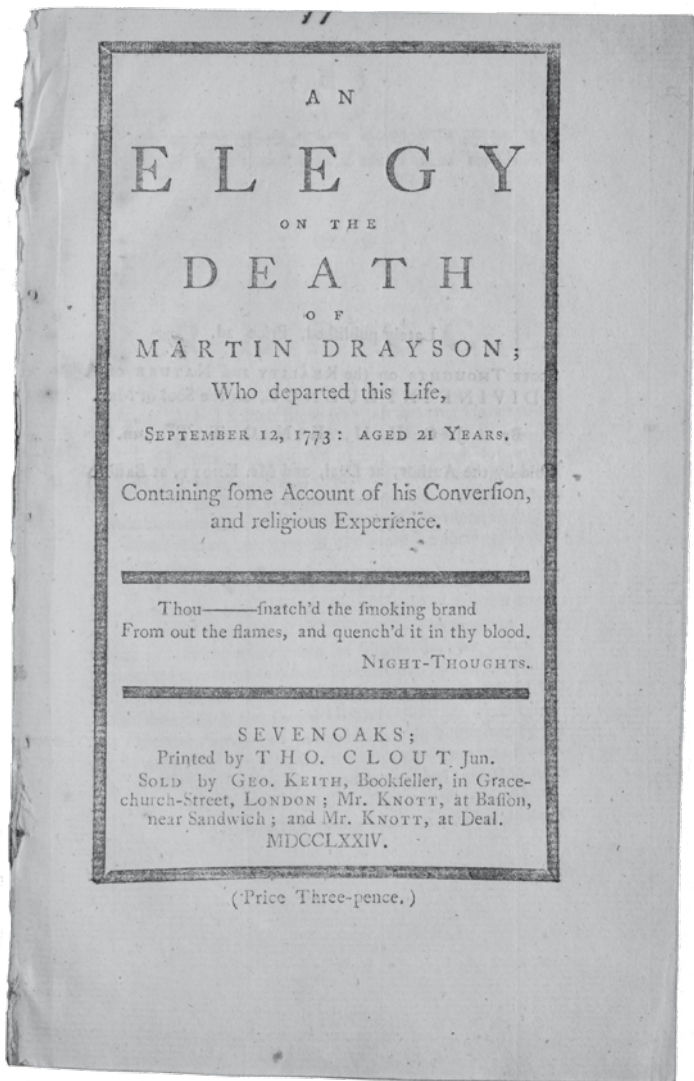 AN
ELEGY
ON THE
DEATH
OF
MARTIN DRAYSON;
Who departed this Life,
SEPTEMBER 12, 1773: AGED 21 YEARS.
Containing ſome Account of his Converſion,
and religious Experience.
Thou———ſnatch'd the ſmoking brand
From out the flames, and quench'd it in thy blood.
NIGHT-THOUGHTS.
SEVENOAKS;
Printed by THO. CLOUT Jun.
SOLD by GEO. KEITH, Bookſeller, in Grace-
church-Street, LONDON; Mr. KNOTT, at Baſſon,
near Sandwich; and Mr. KNOTT, at Deal.
MDCCLXXIV.
(Price Three-pence.)